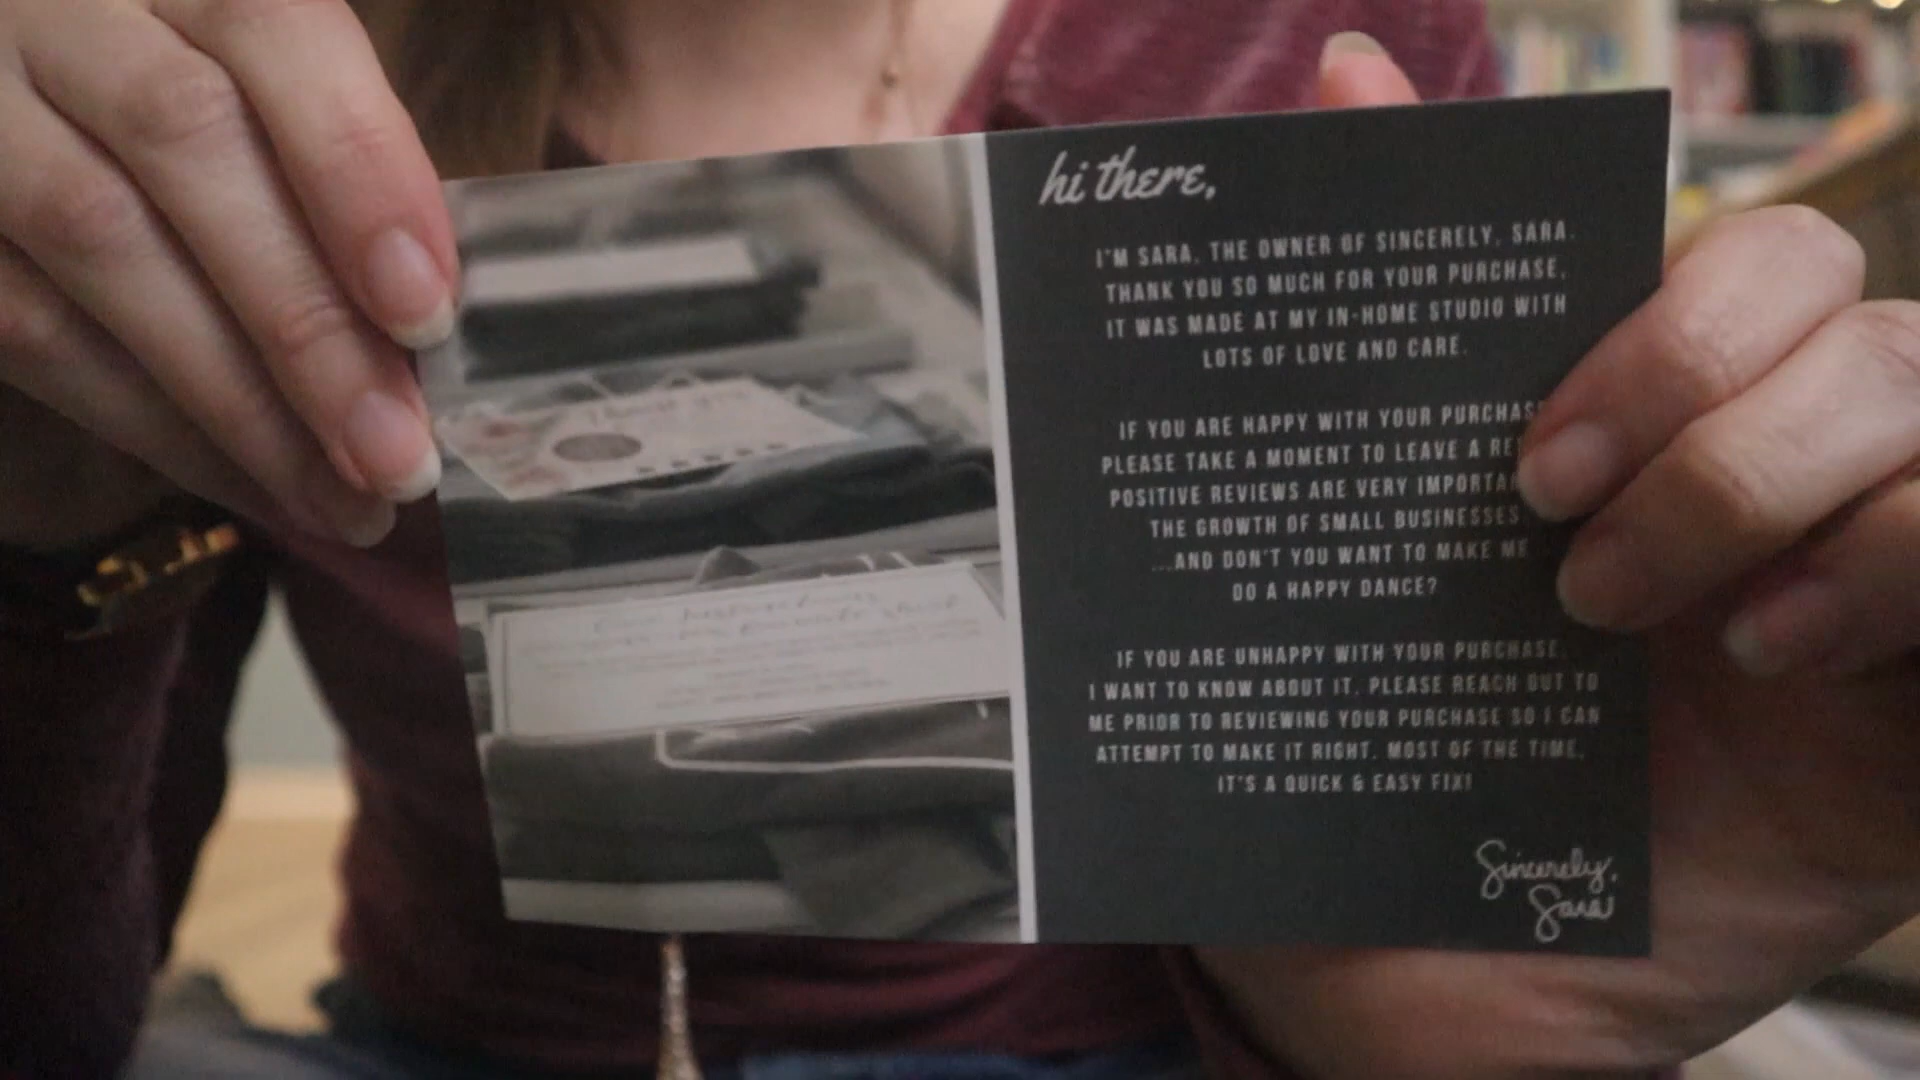 hi there,
I'M SARA, THE OWNER OF SINCERELY, SARA.
THANK YOU SO MUCH FOR YOUR PURCHASE,
IT WAS MADE AT MY IN-HOME STUDIO WITH
LOTS OF LOVE AND CARE.
IF YOU ARE HAPPY WITH YOUR PURCHAS
PLEASE TAKE A MOMENT TO LEAVE A RE
POSITIVE REVIEWS ARE VERY IMPORTA
THE GROWTH OF SMALL BUSINESSES
...AND DON'T YOU WANT TO MAKE ME
DO A HAPPY DANCE?
IF YOU ARE UNHAPPY WITH YOUR PURCHASE,
I WANT TO KNOW ABOUT IT. PLEASE REACH OUT TO
ME PRIOR TO REVIEWING YOUR PURCHASE SO I CAN
ATTEMPT TO MAKE IT RIGHT. MOST OF THE TIME,
IT'S A QUICK & EASY FIX!
Sincerely,
Sara